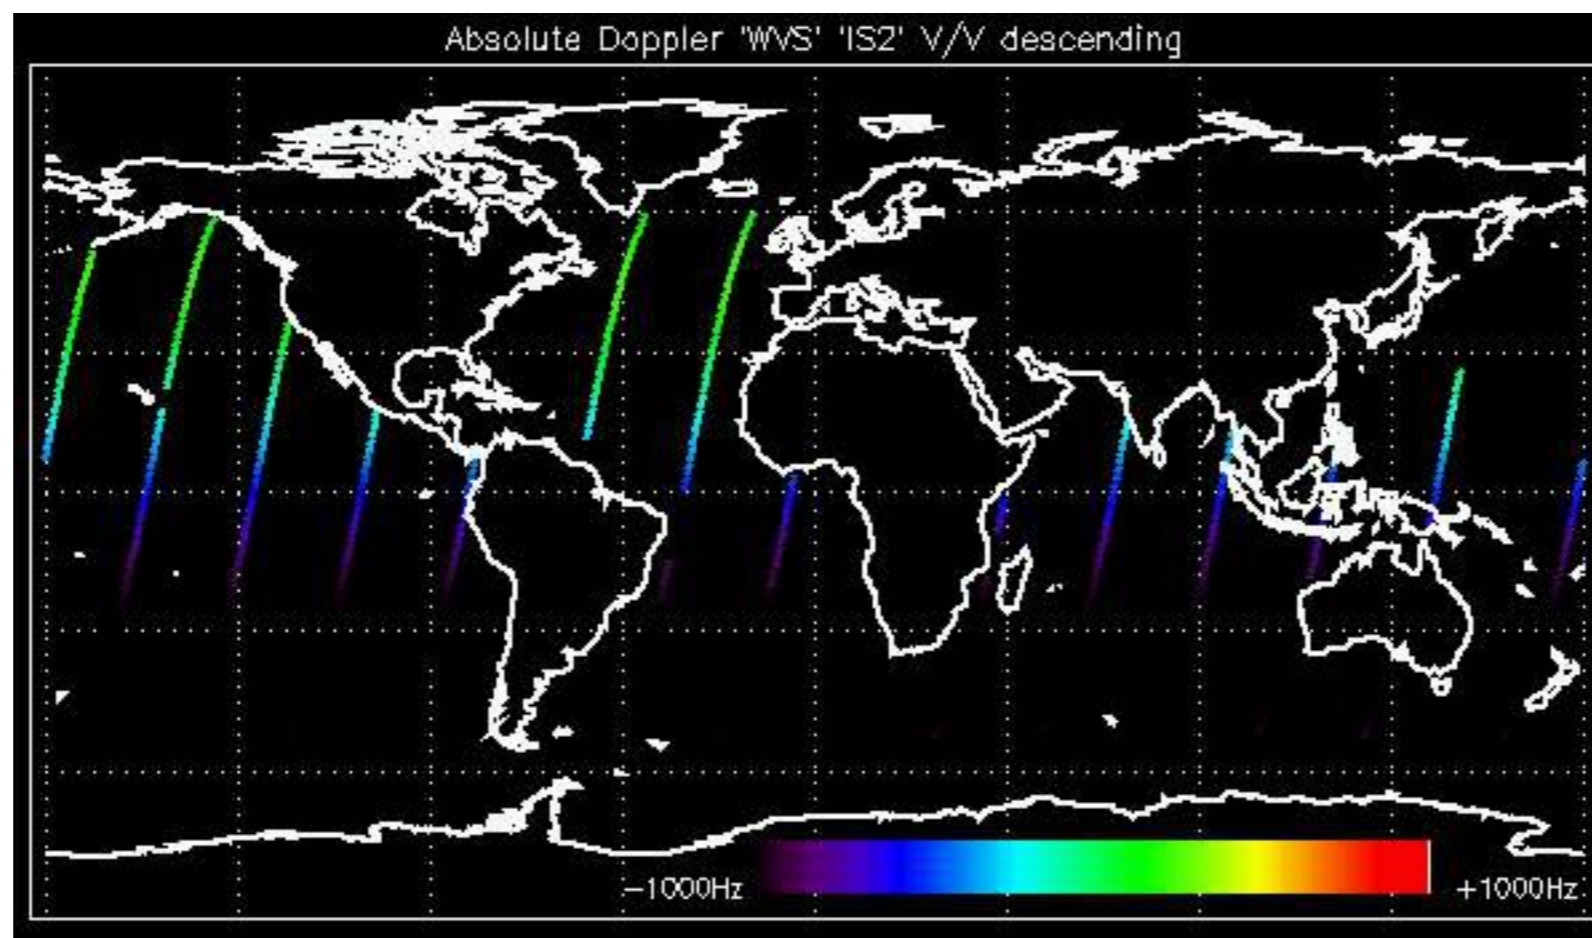 Absolute Doppler 'WVS' 'IS2' V/V descending
−1000Hz
+1000Hz